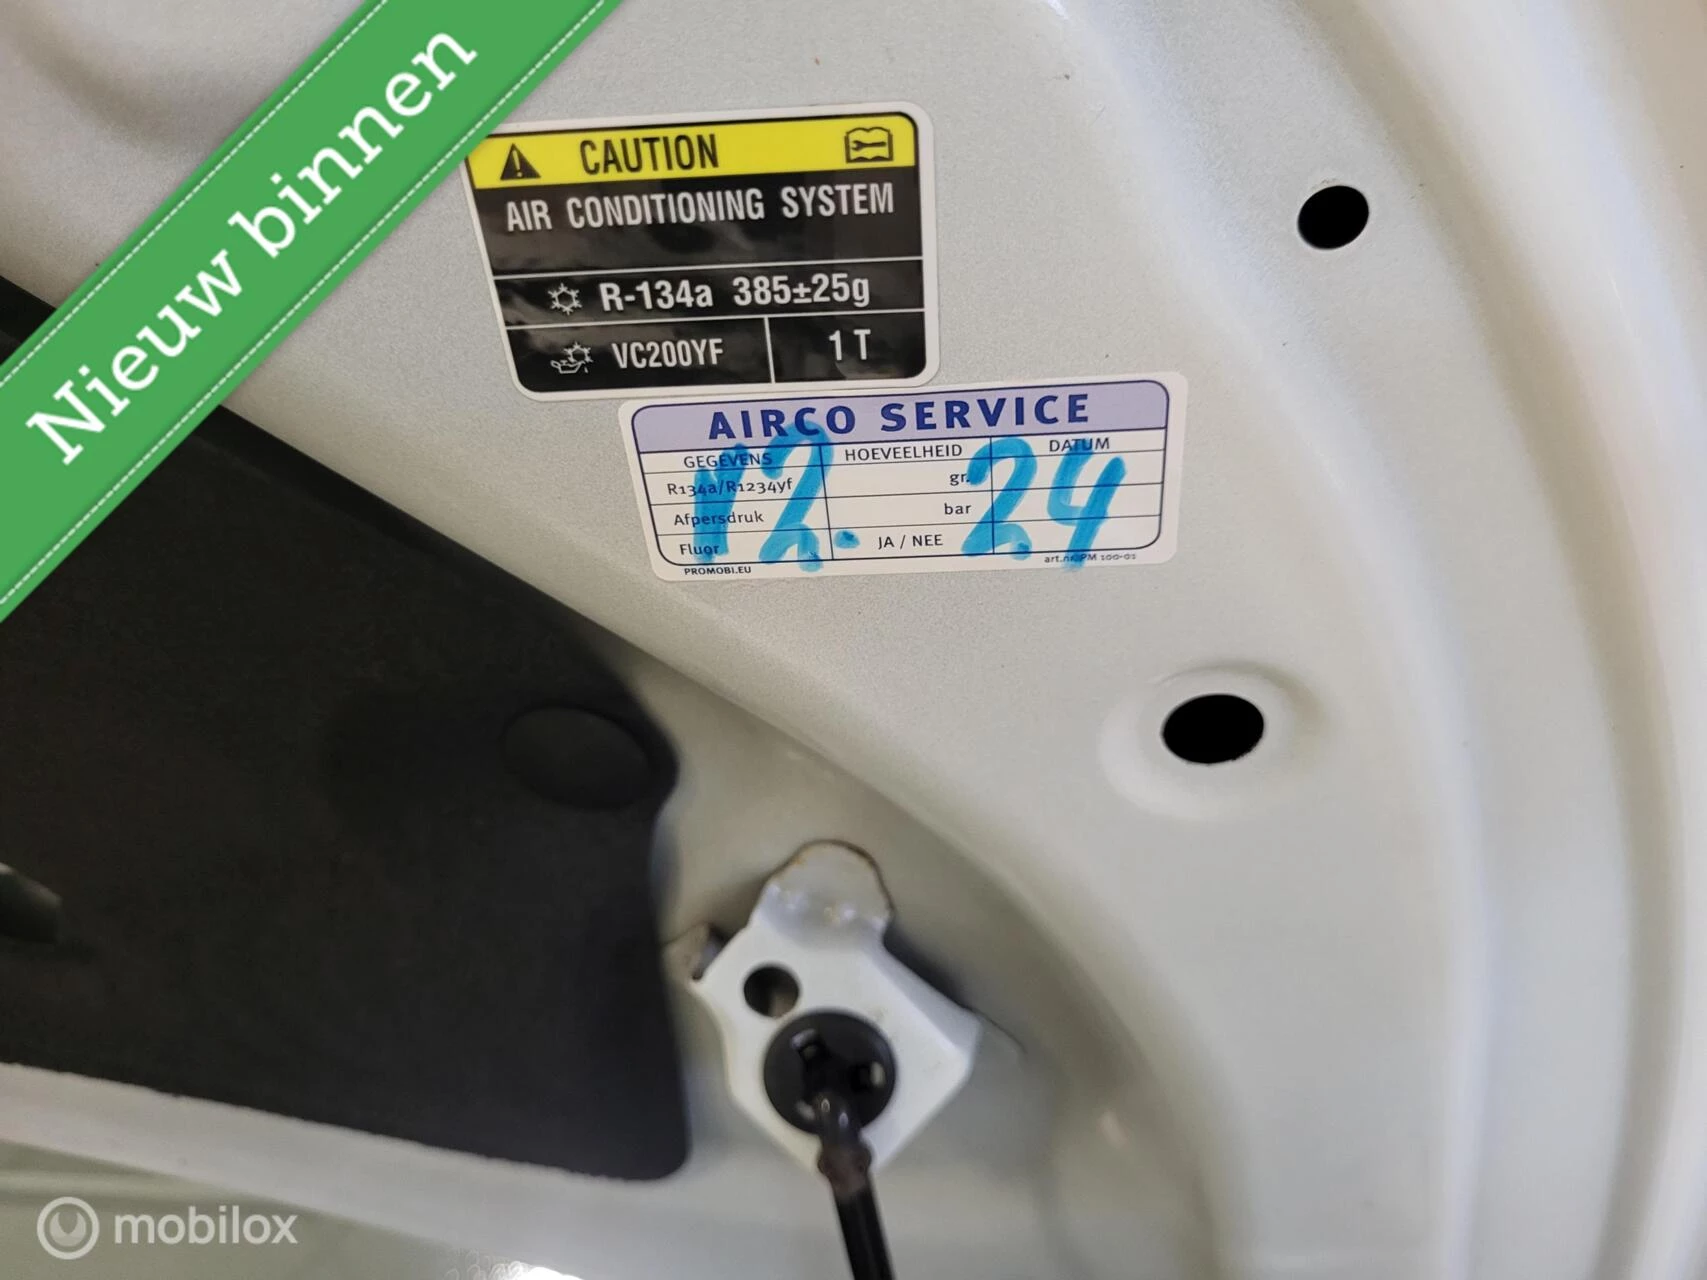 Nieuw binnen
CAUTION
AIR CONDITIONING SYSTEM
R-134a 385±25g
VC200YF 1 T
AIRCO SERVICE
GEGEVENS HOEVEELHEID DATUM
R134a/R1234yf gr.
Afpersdruk bar
Fluor JA / NEE
12.24
PROMOBI.EU art.nr. PM 100-01
mobilox